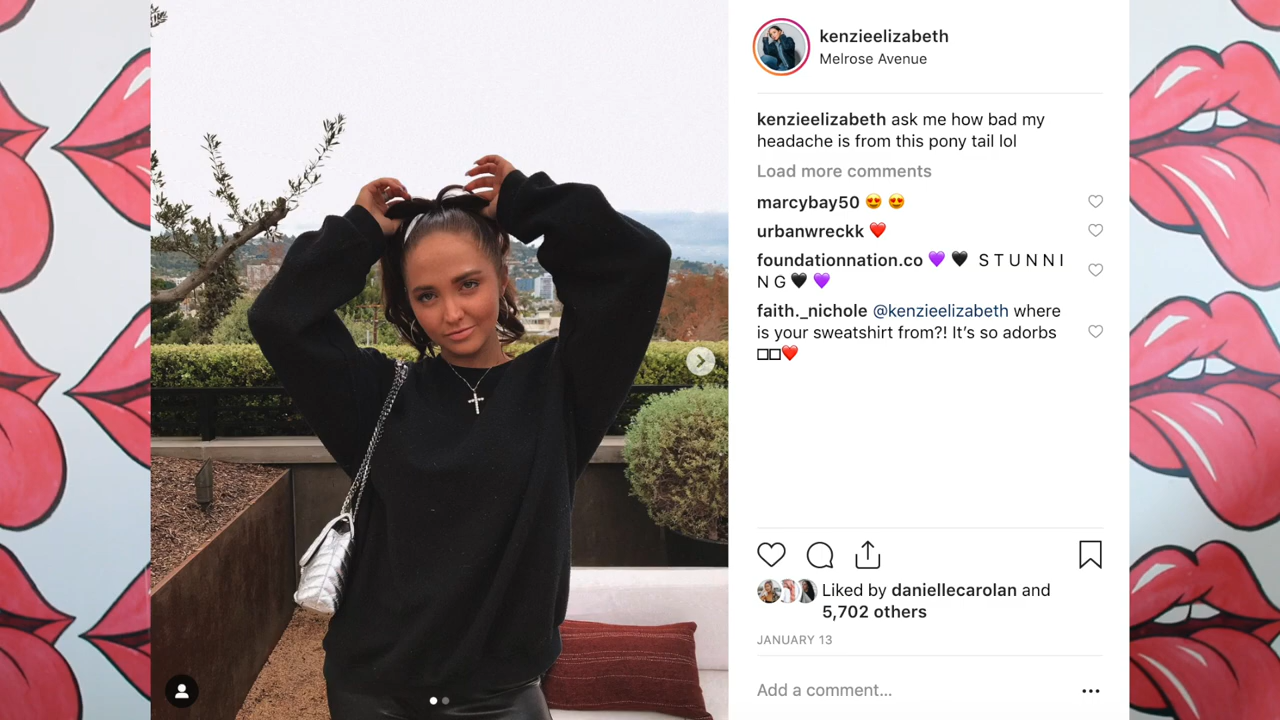 kenzieelizabeth
Melrose Avenue
kenzieelizabeth ask me how bad my
headache is from this pony tail lol
Load more comments
marcybay50 😍 😍
urbanwreckk ❤️
foundationnation.co 💜 🖤 S T U N N I
N G 🖤 💜
faith._nichole @kenzieelizabeth where
is your sweatshirt from?! It’s so adorbs
□□❤️
Liked by daniellecarolan and
5,702 others
JANUARY 13
Add a comment...